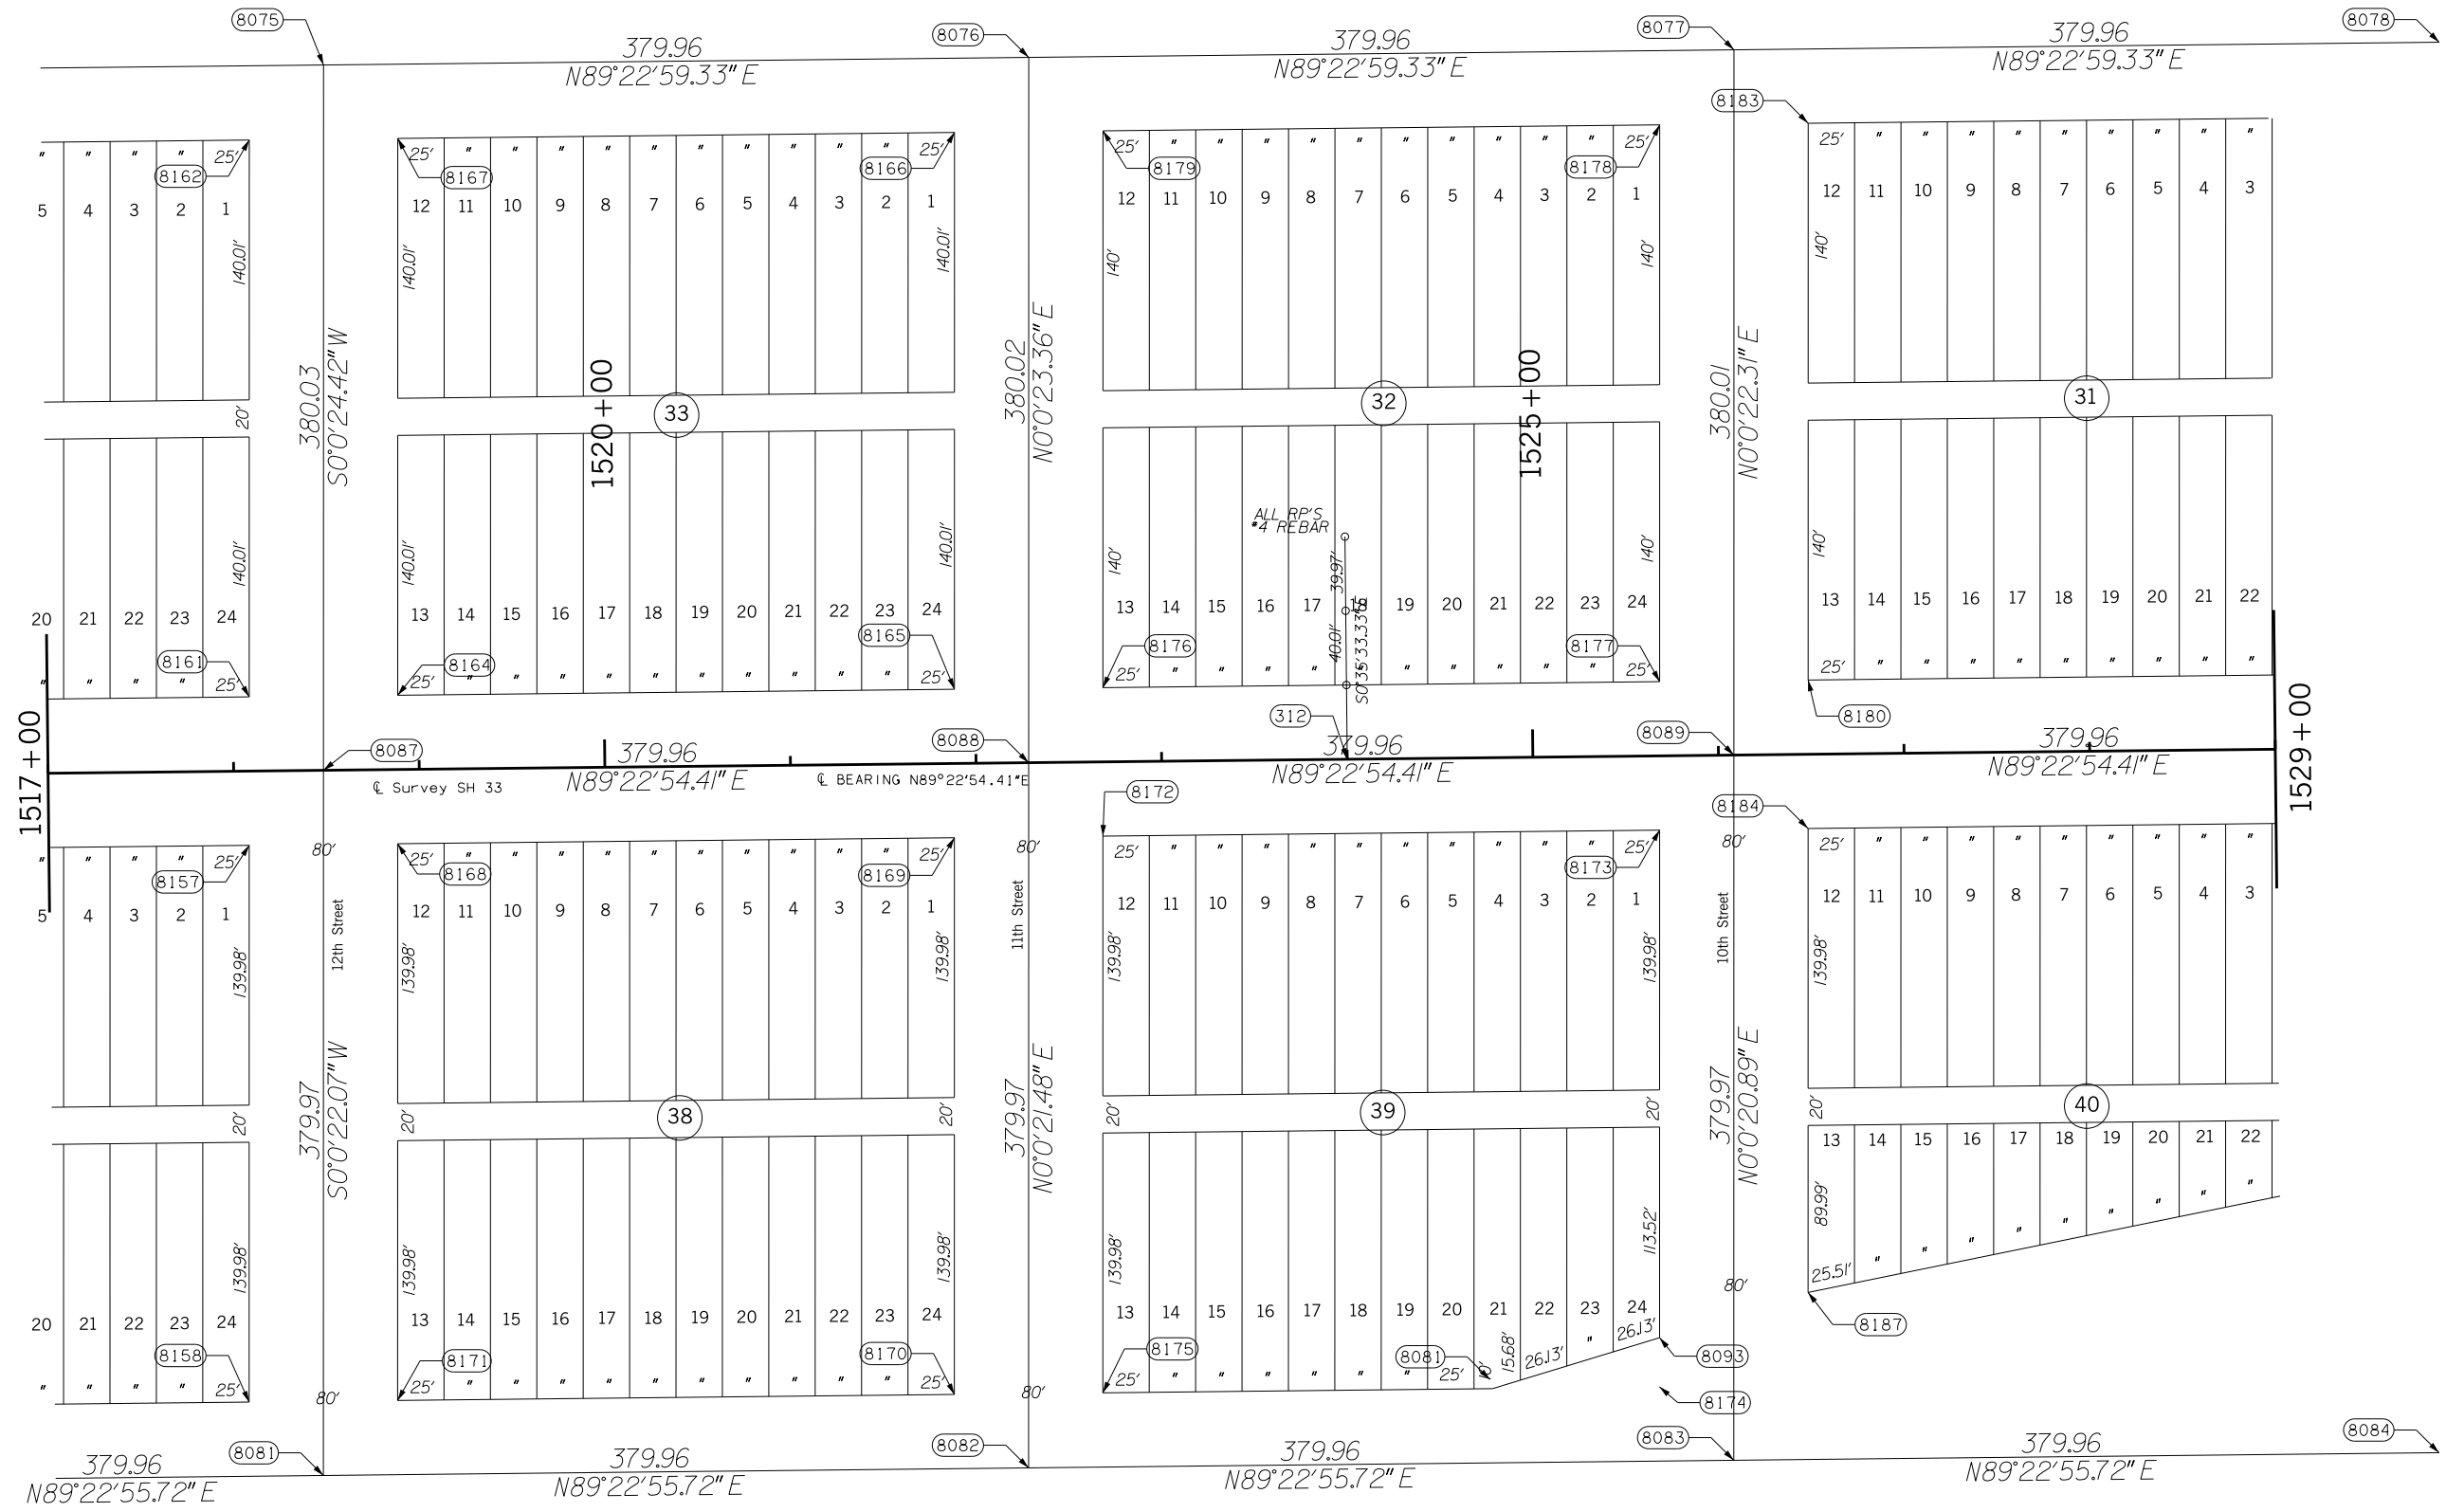 8075 8076 8077 8078
379.96 379.96 379.96
N89°22'59.33" E N89°22'59.33" E N89°22'59.33" E
8183
" " " " 25' 25' " " " " " " " " " " 25' 25' " " " " " " " " " " 25' 25' " " " " " " " " "
8162 8167 8166 8179 8178
5 4 3 2 1 12 11 10 9 8 7 6 5 4 3 2 1 12 11 10 9 8 7 6 5 4 3 2 1 12 11 10 9 8 7 6 5 4 3
140.01' 140.01' 140.01' 140' 140' 140'
380.03
S0°0'24.42" W
380.02
N0°0'23.36" E
380.01
N0°0'22.31" E
20'
1520+00
1525+00
33 32 31
ALL RP'S
#4 REBAR
39.97'
40.01'
S0°35'33.33" E
140.01' 140.01' 140.01' 140' 140' 140'
20 21 22 23 24 13 14 15 16 17 18 19 20 21 22 23 24 13 14 15 16 17 18 19 20 21 22 23 24 13 14 15 16 17 18 19 20 21 22
8161 8164 8165 8176 8177
" " " " 25' 25' " " " " " " " " " " 25' 25' " " " " " " " " " 25' 25' " " " " " " " " "
312 8180
1517+00
1529+00
8087 8088 8089
379.96 379.96 379.96
N89°22'54.41" E N89°22'54.41" E N89°22'54.41" E
℄ Survey SH 33 ℄ BEARING N89°22'54.41"E
8172 8184
80' 80' 80'
" " " " 25' 25' " " " " " " " " " " 25' 25' " " " " " " " " " " 25' 25' " " " " " " " " "
8157 8168 8169 8173
5 4 3 2 1 12 11 10 9 8 7 6 5 4 3 2 1 12 11 10 9 8 7 6 5 4 3 2 1 12 11 10 9 8 7 6 5 4 3
12th Street
11th Street
10th Street
139.98' 139.98' 139.98' 139.98' 139.98' 139.98'
379.97
S0°0'22.07" W
379.97
N0°0'21.48" E
379.97
N0°0'20.89" E
20' 20' 20' 20' 20' 20'
38 39 40
13 14 15 16 17 18 19 20 21 22
89.99'
25.51' " " " " " " " " "
139.98' 139.98' 139.98' 139.98' 113.52'
80'
20 21 22 23 24 13 14 15 16 17 18 19 20 21 22 23 24 13 14 15 16 17 18 19 20 21 22 23 24
8187
8158 8171 8170 8175 8081 8093
15.68' 26.13' " 26.13'
" " " " 25' 25' " " " " " " " " " " 25' 25' " " " " " " 25'
80' 80'
8174
8081 8082 8083 8084
379.96 379.96 379.96 379.96
N89°22'55.72" E N89°22'55.72" E N89°22'55.72" E N89°22'55.72" E